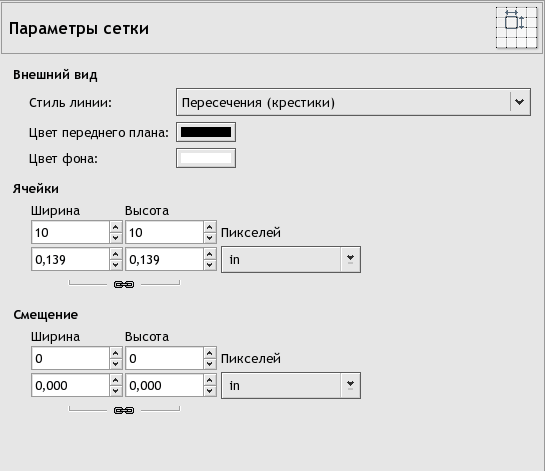 Параметры сетки
Внешний вид
Стиль линии: Пересечения (крестики)
Цвет переднего плана:
Цвет фона:
Ячейки
Ширина Высота
10 10 Пикселей
0,139 0,139 in
Смещение
Ширина Высота
0 0 Пикселей
0,000 0,000 in